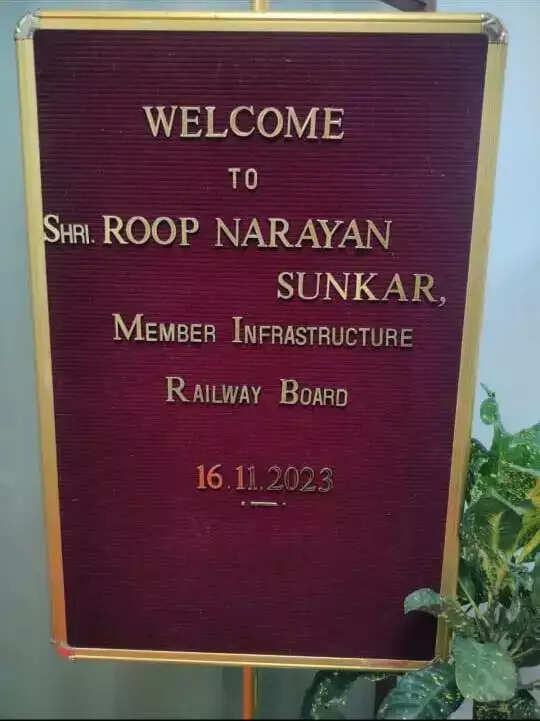 WELCOME
TO
SHRI. ROOP NARAYAN
SUNKAR,
MEMBER INFRASTRUCTURE
RAILWAY BOARD
16.11.2023